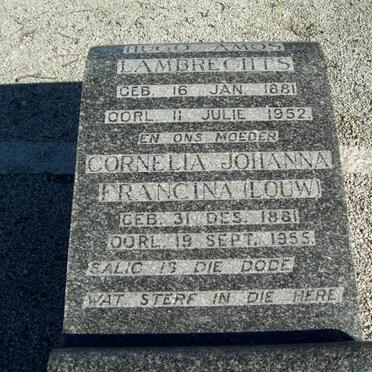 HUGO AMOS
LAMBRECHTS
GEB. 16 JAN. 1881
OORL. 11 JULIE 1952.
EN ONS MOEDER
CORNELIA JOHANNA
FRANCINA (LOUW)
GEB. 31 DES. 1881
OORL. 19 SEPT. 1955.
SALIG IS DIE DODE
WAT STERF IN DIE HERE